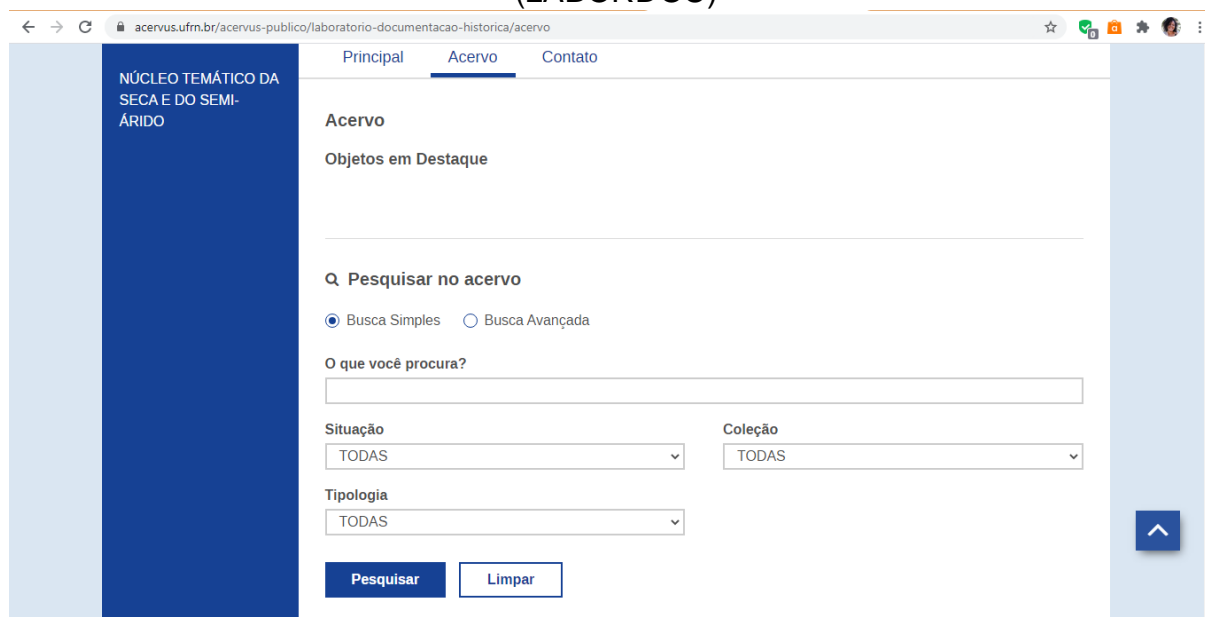 (LABORDOC)
acervus.ufrn.br/acervus-publico/laboratorio-documentacao-historica/acervo
0
a
Principal Acervo Contato
NÚCLEO TEMÁTICO DA
SECA E DO SEMI-
ÁRIDO
Acervo
Objetos em Destaque
Pesquisar no acervo
Busca Simples Busca Avançada
O que você procura?
Situação Coleção
TODAS TODAS
Tipologia
TODAS
Pesquisar Limpar